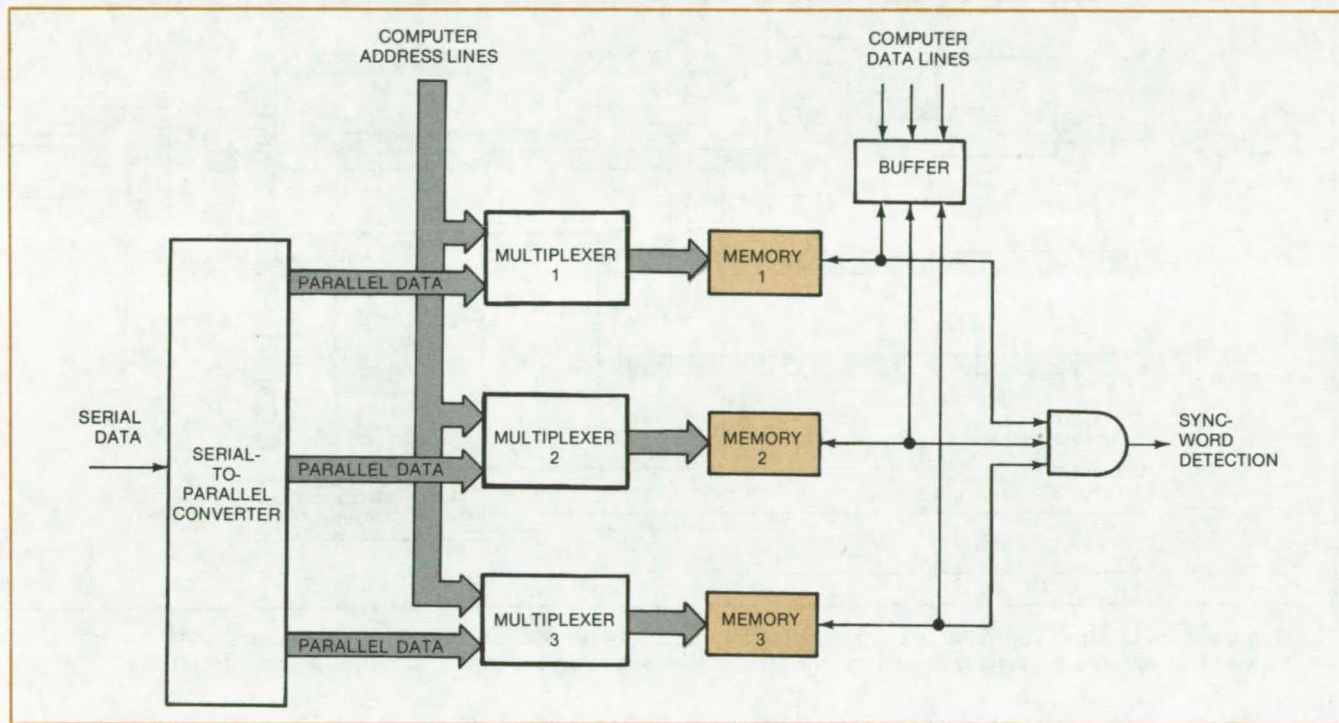 COMPUTER
ADDRESS LINES
COMPUTER
DATA LINES
BUFFER
MULTIPLEXER
1
MEMORY
1
PARALLEL DATA
SERIAL
DATA
SERIAL-
TO-
PARALLEL
CONVERTER
PARALLEL DATA
MULTIPLEXER
2
MEMORY
2
SYNC-
WORD
DETECTION
PARALLEL DATA
MULTIPLEXER
3
MEMORY
3